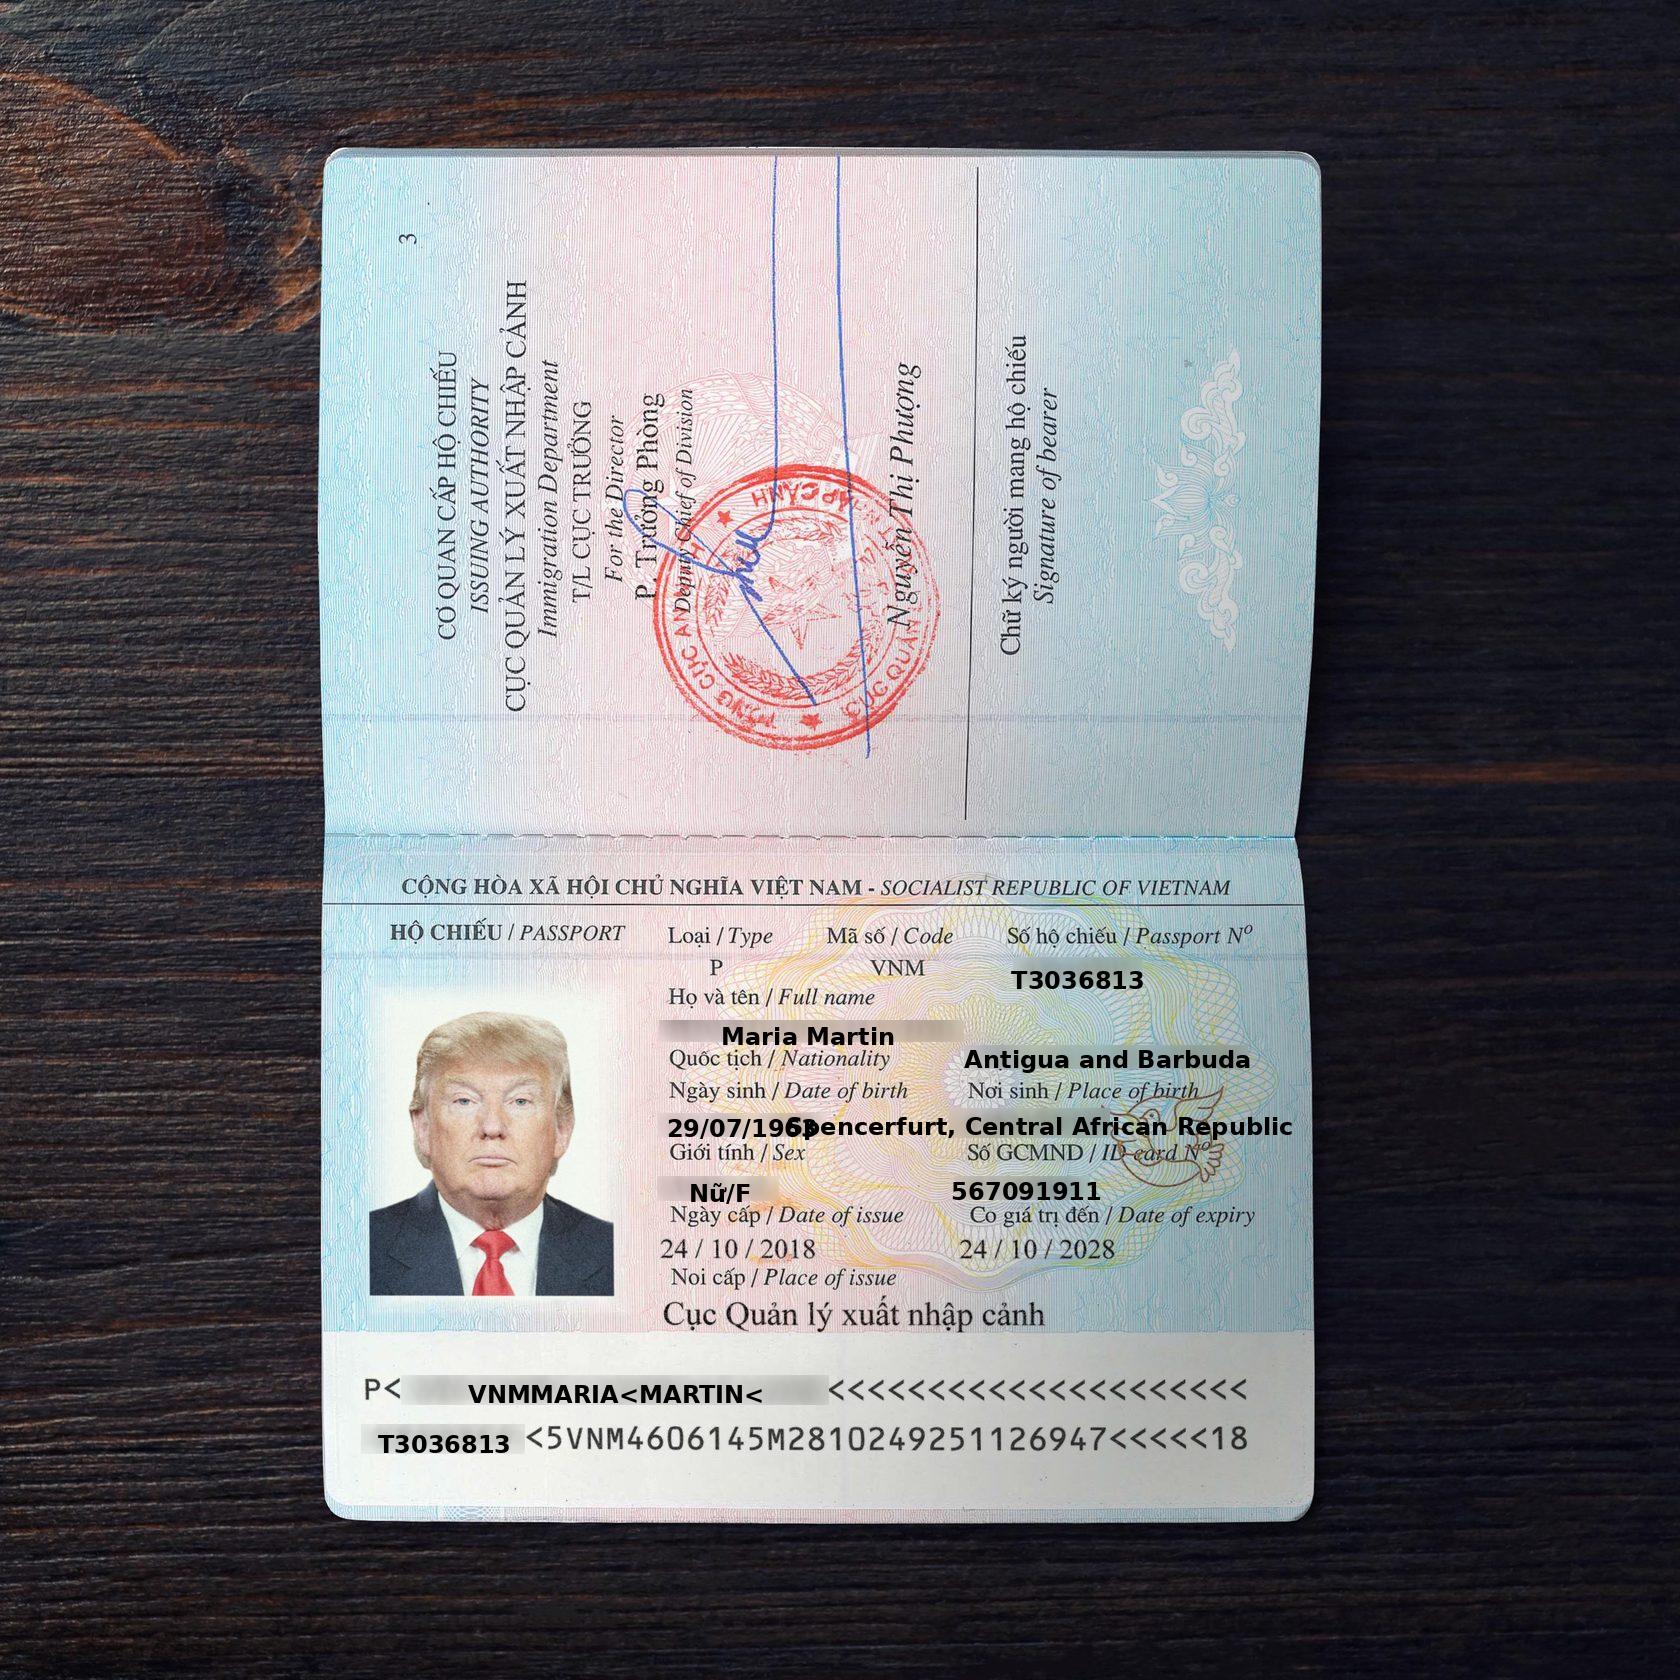 3
CƠ QUAN CẤP HỘ CHIẾU
ISSUING AUTHORITY
CỤC QUẢN LÝ XUẤT NHẬP CẢNH
Immigration Department
T/L CỤC TRƯỞNG
For the Director
P. Trưởng Phòng
Deputy Chief of Division
Nguyễn Thị Phượng
Chữ ký người mang hộ chiếu
Signature of bearer
CỘNG HÒA XÃ HỘI CHỦ NGHĨA VIỆT NAM - SOCIALIST REPUBLIC OF VIETNAM
HỘ CHIẾU / PASSPORT Loại / Type Mã số / Code Số hộ chiếu / Passport Nº
P VNM T3036813
Họ và tên / Full name
Maria Martin
Quốc tịch / Nationality Antigua and Barbuda
Ngày sinh / Date of birth Nơi sinh / Place of birth
29/07/1963 Spencerfurt, Central African Republic
Giới tính / Sex Số GCMND / ID card Nº
Nữ/F 567091911
Ngày cấp / Date of issue Có giá trị đến / Date of expiry
24 / 10 / 2018 24 / 10 / 2028
Noi cấp / Place of issue
Cục Quản lý xuất nhập cảnh
P< VNMMARIA<MARTIN< <<<<<<<<<<<<<<<<<<<<<<
T3036813 <5VNM4606145M2810249251126947<<<<<18